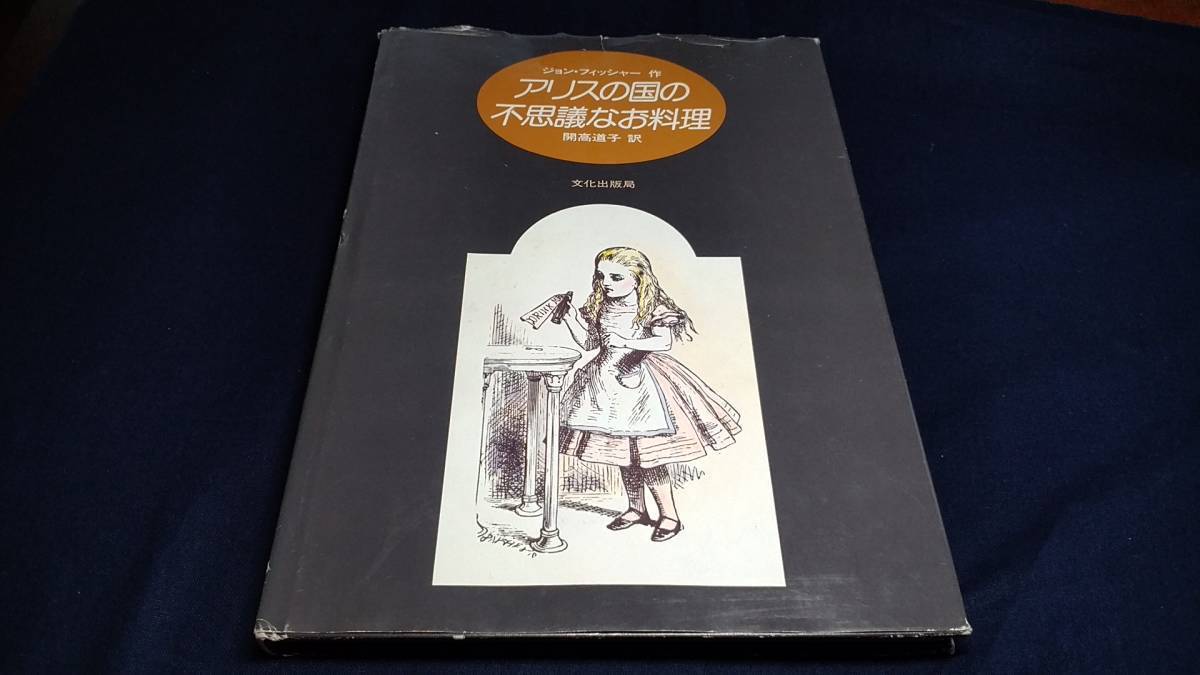 ジョン・フィッシャー 作
アリスの国の
不思議なお料理
開高道子 訳
文化出版局
DRINK